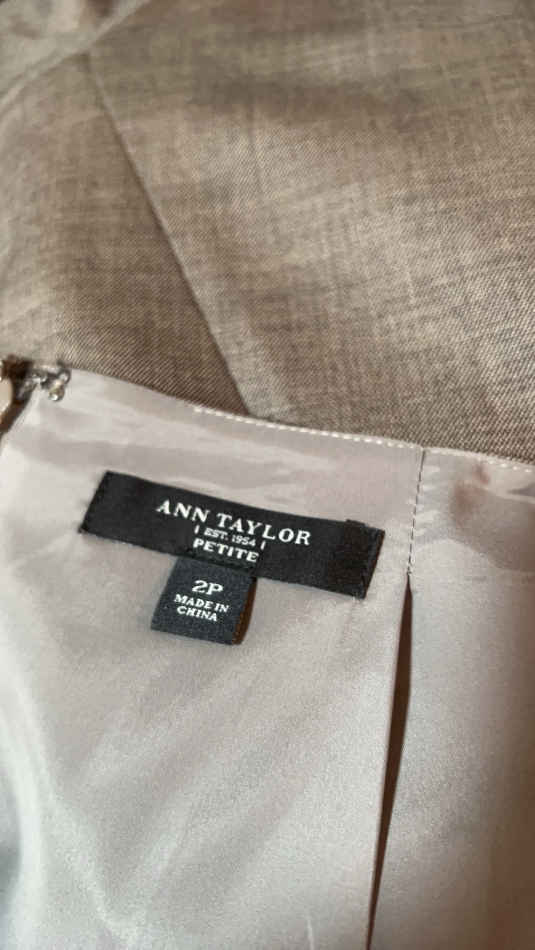 ANN TAYLOR
| EST. 1954 |
PETITE
2P
MADE IN
CHINA